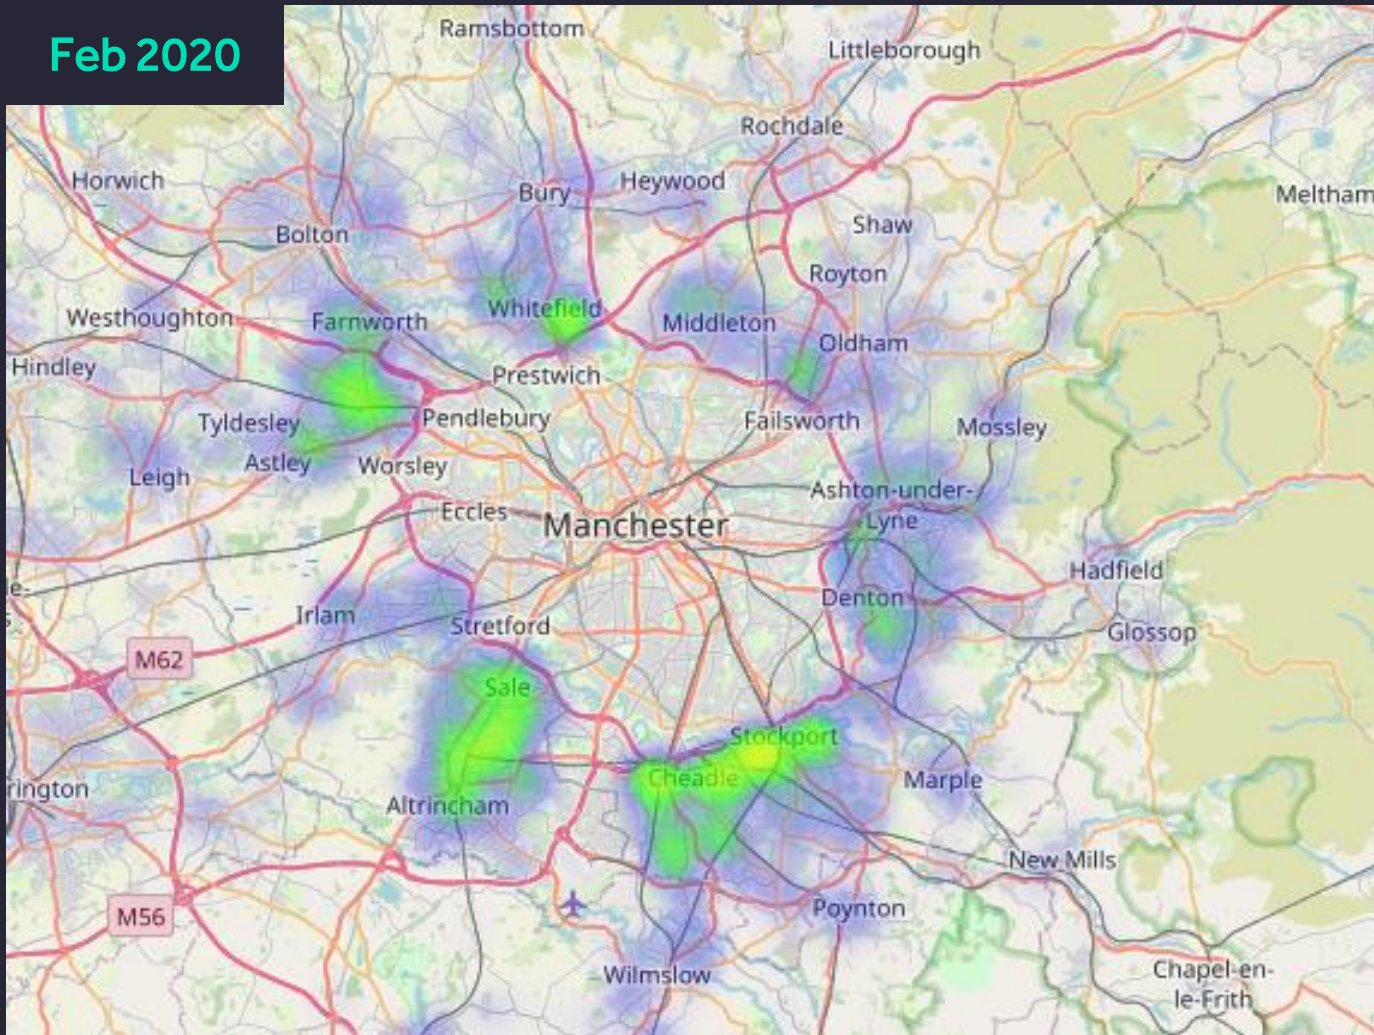 Feb 2020
Ramsbottom
Littleborough
Rochdale
Horwich
Bury
Heywood
Meltham
Bolton
Shaw
Royton
Westhoughton
Farnworth
Whitefield
Middleton
Oldham
Hindley
Prestwich
Tyldesley
Pendlebury
Failsworth
Mossley
Astley
Worsley
Leigh
Ashton-under-
Lyne
Eccles
Manchester
Hadfield
le-
s
Denton
Irlam
Stretford
Glossop
M62
Sale
Stockport
Cheadle
Marple
rington
Altrincham
New Mills
M56
Poynton
Wilmslow
Chapel-en-
le-Frith